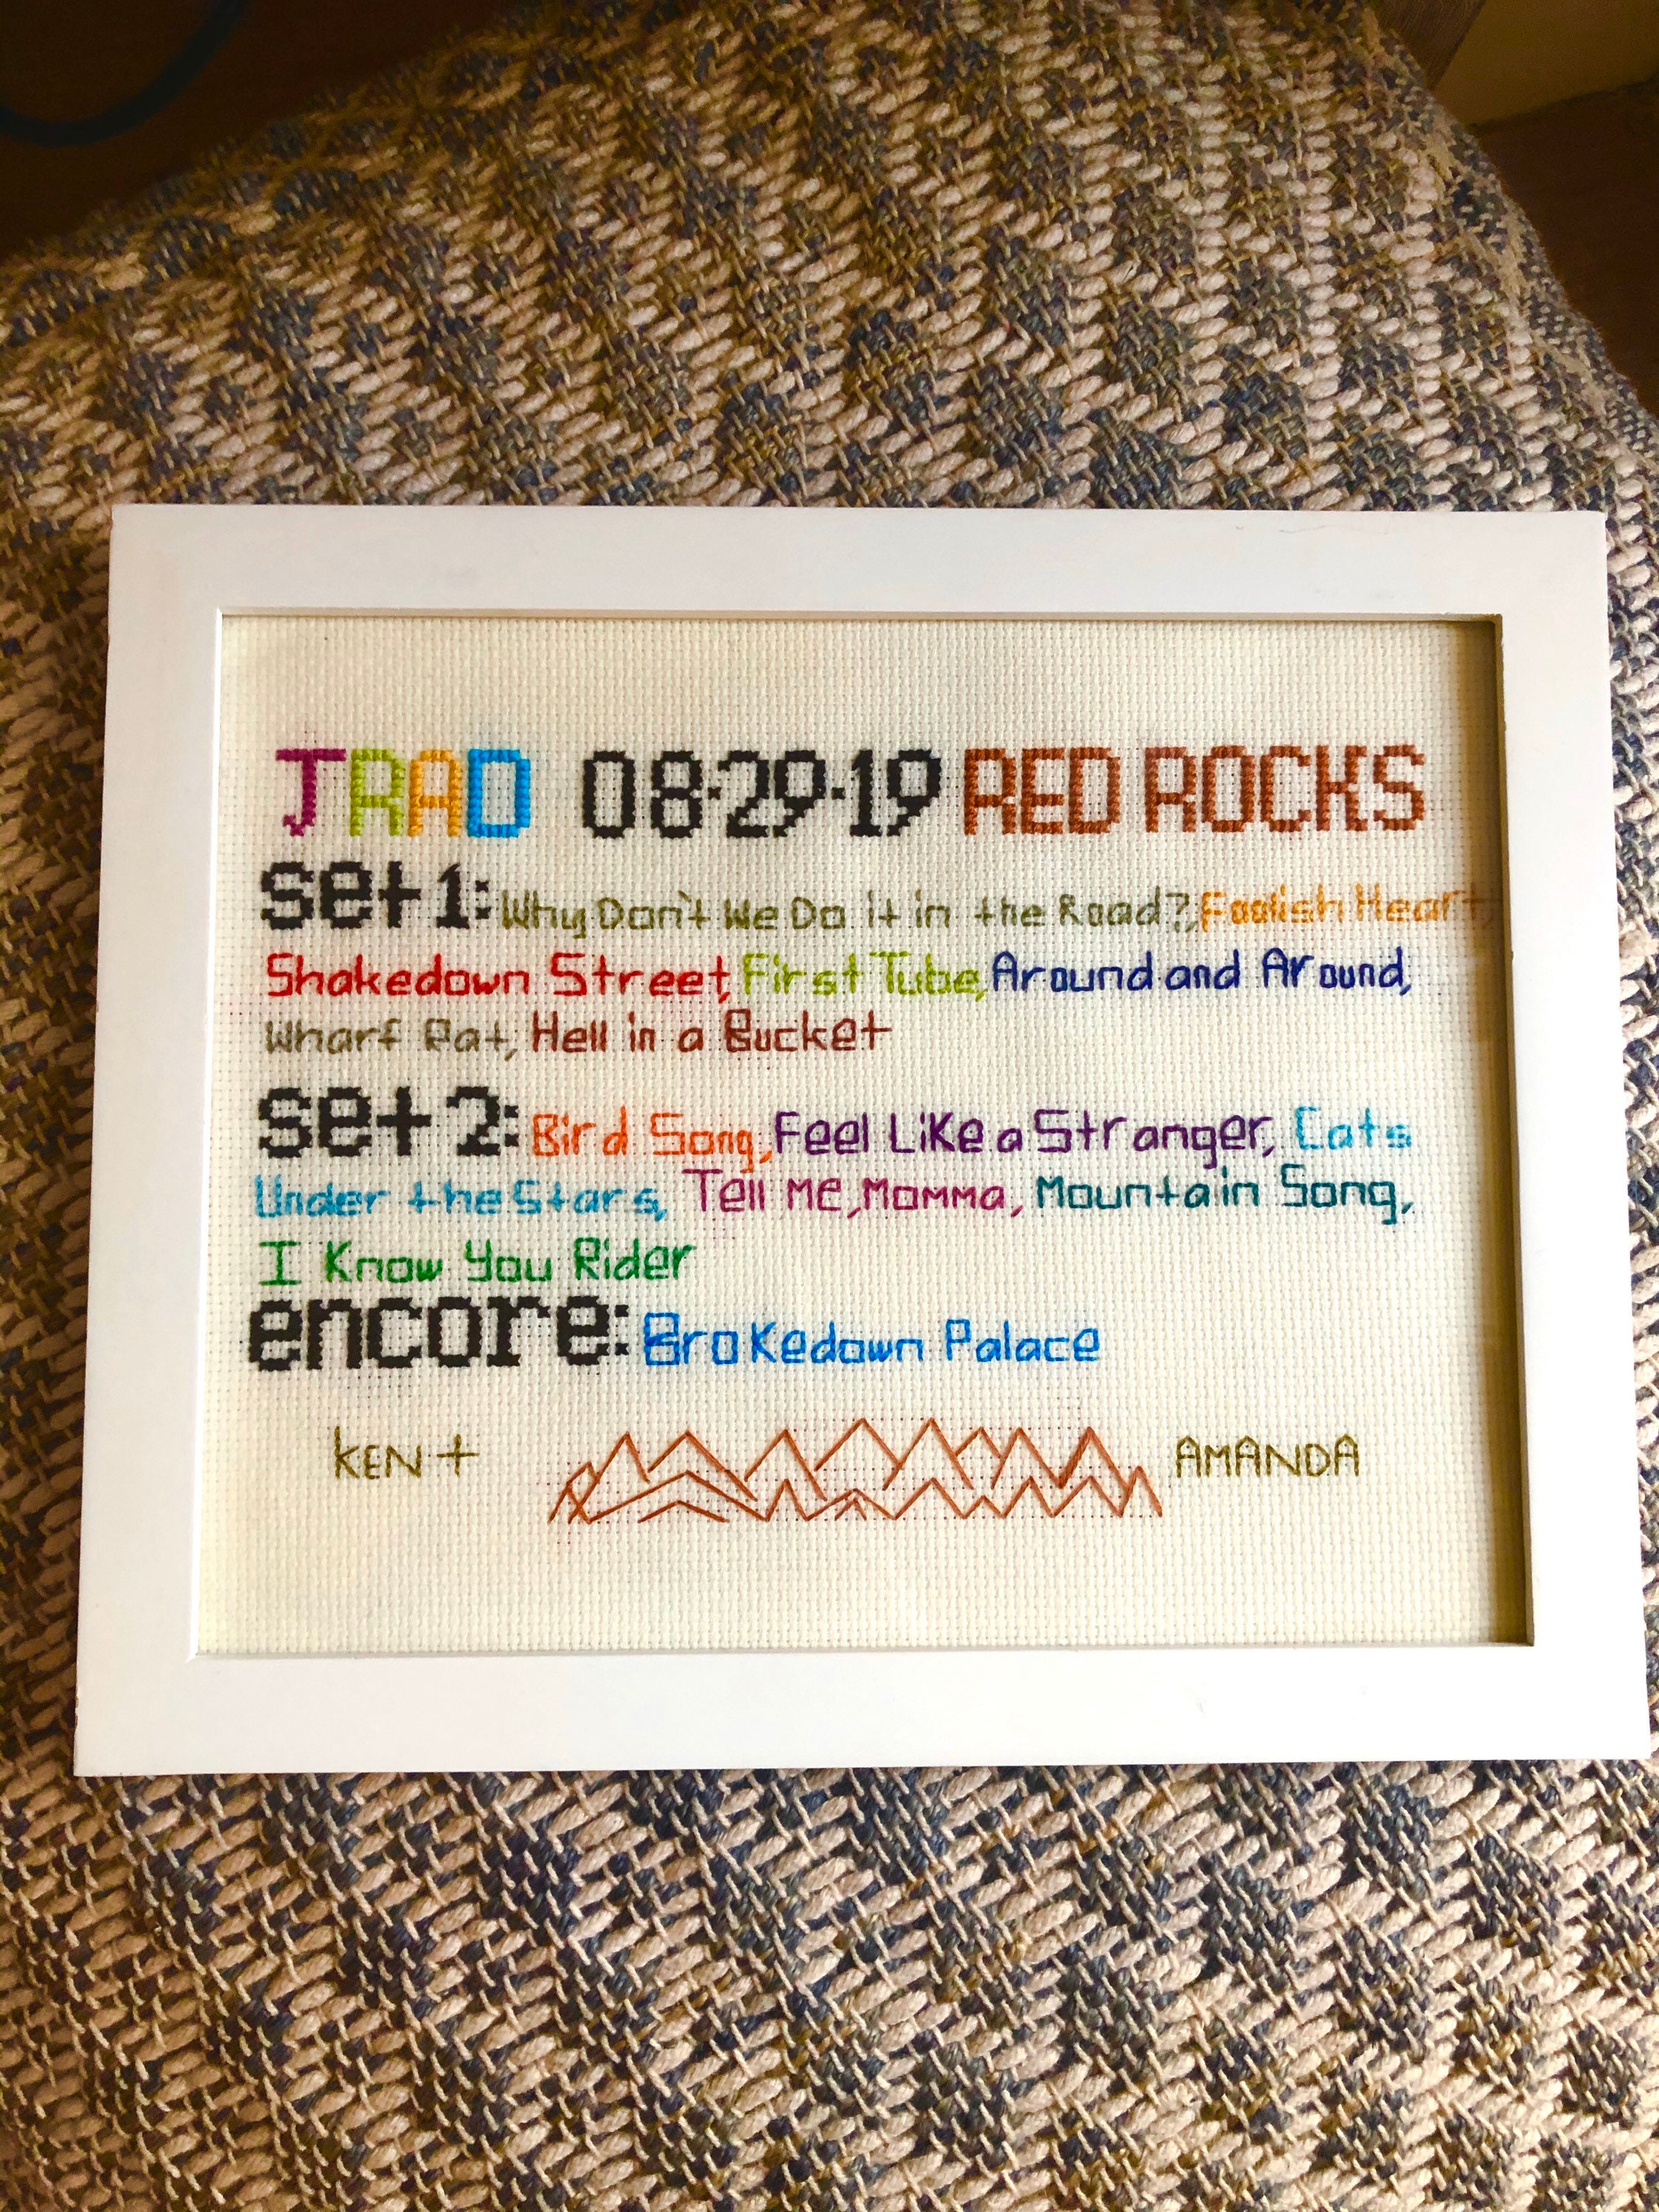 JRAD 08·29·19 RED ROCKS
set 1: Why Don't We Do it in the Road?, Foolish Heart,
Shakedown Street, First Tube, Around and Around,
Wharf Rat, Hell in a Bucket
set 2: Bird Song, Feel Like a Stranger, Cats
Under the Stars, Tell Me, Momma, Mountain Song,
I Know You Rider
encore: Brokedown Palace
KEN + AMANDA